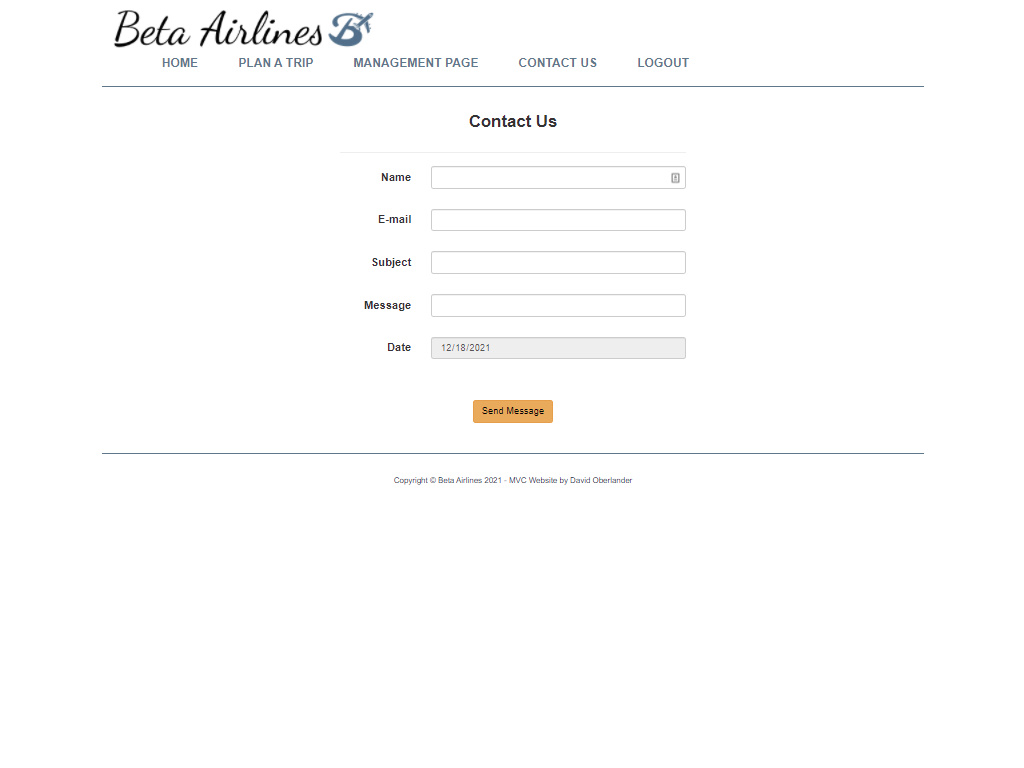 Beta Airlines
HOME PLAN A TRIP MANAGEMENT PAGE CONTACT US LOGOUT
Contact Us
Name
E-mail
Subject
Message
Date 12/18/2021
Send Message
Copyright © Beta Airlines 2021 - MVC Website by David Oberlander